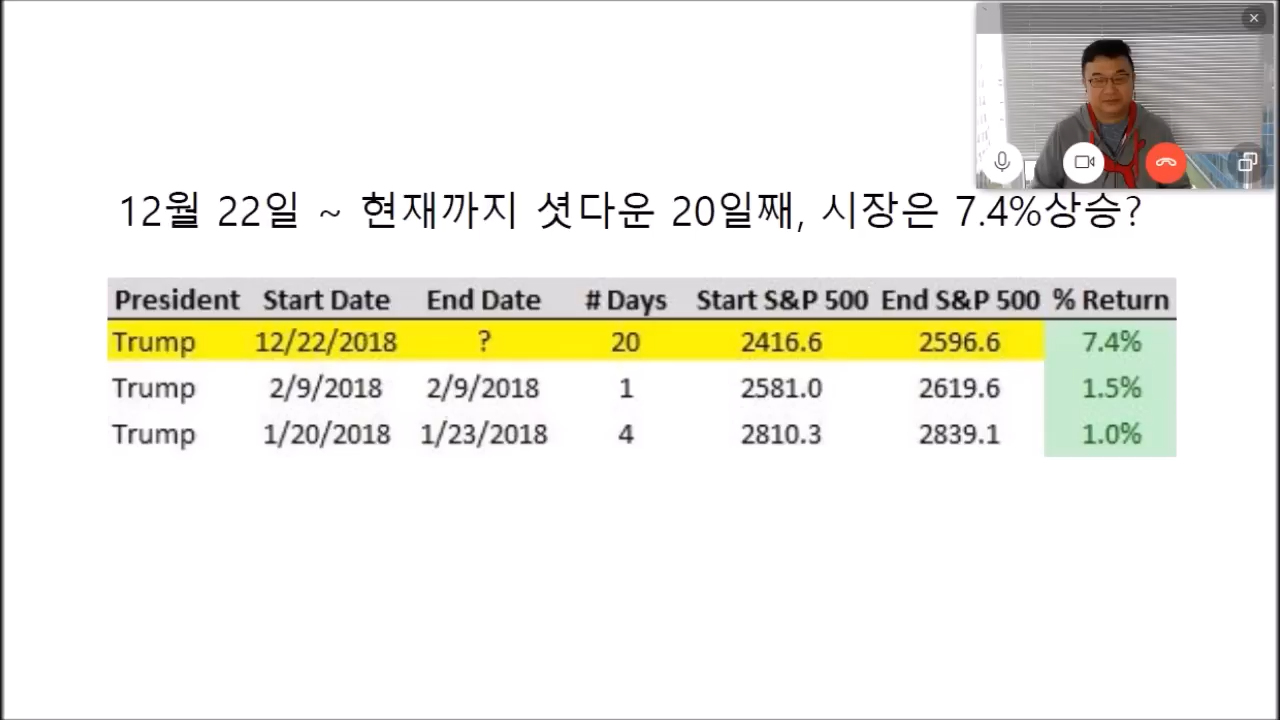 12월 22일 ~ 현재까지 셧다운 20일째, 시장은 7.4%상승?
President Start Date End Date # Days Start S&P 500 End S&P 500 % Return
Trump 12/22/2018 ? 20 2416.6 2596.6 7.4%
Trump 2/9/2018 2/9/2018 1 2581.0 2619.6 1.5%
Trump 1/20/2018 1/23/2018 4 2810.3 2839.1 1.0%